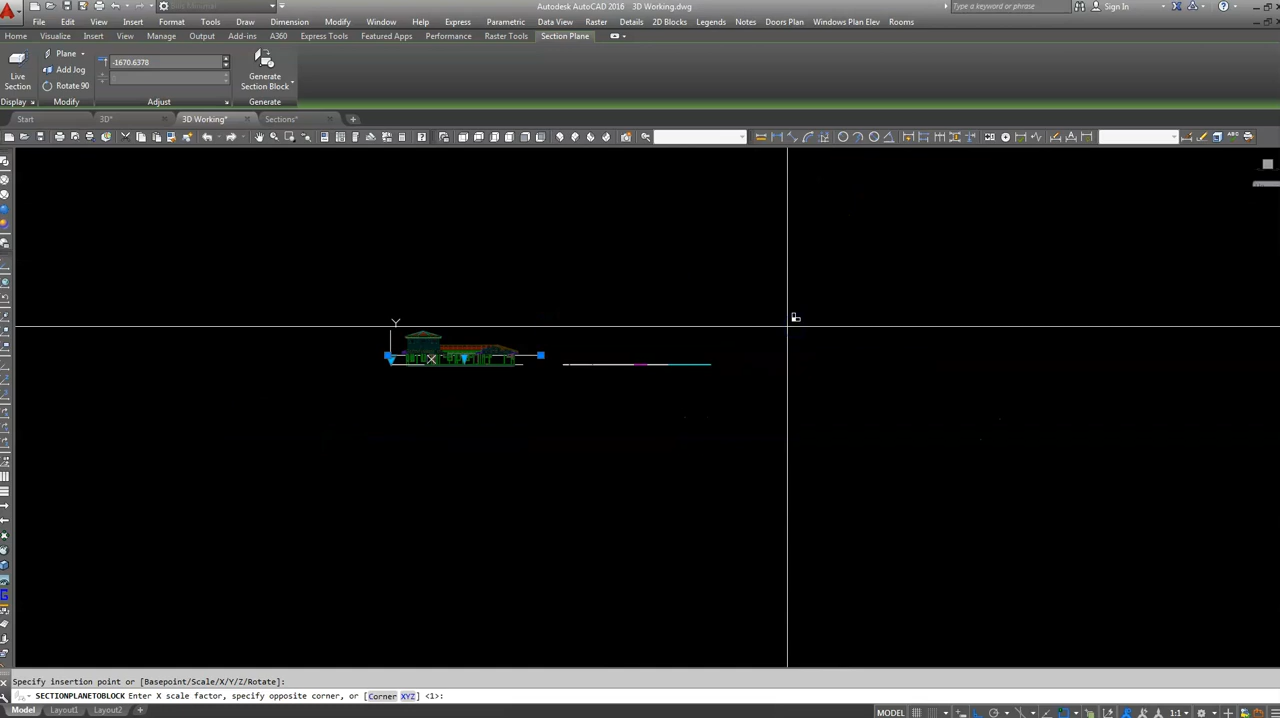 Autodesk AutoCAD 2016 3D Working.dwg
Type a keyword or phrase
Sign In
File Edit View Insert Format Tools Draw Dimension Modify Window Help Express Parametric Data View Raster Details 2D Blocks Legends Notes Doors Plan Windows Plan Elev Rooms
Home Visualize Insert View Manage Output Add-ins A360 Express Tools Featured Apps Performance Raster Tools Section Plane
Plane
-1670.6378
Live Section
Add Jog
Generate Section Block
Rotate 90
Display Modify Adjust Generate
Start 3D* 3D Working* Sections*
Y
Specify insertion point or [Basepoint/Scale/X/Y/Z/Rotate]:
SECTIONPLANETOBLOCK Enter X scale factor, specify opposite corner, or [Corner XYZ] <1>:
Model Layout1 Layout2 +
MODEL 1:1